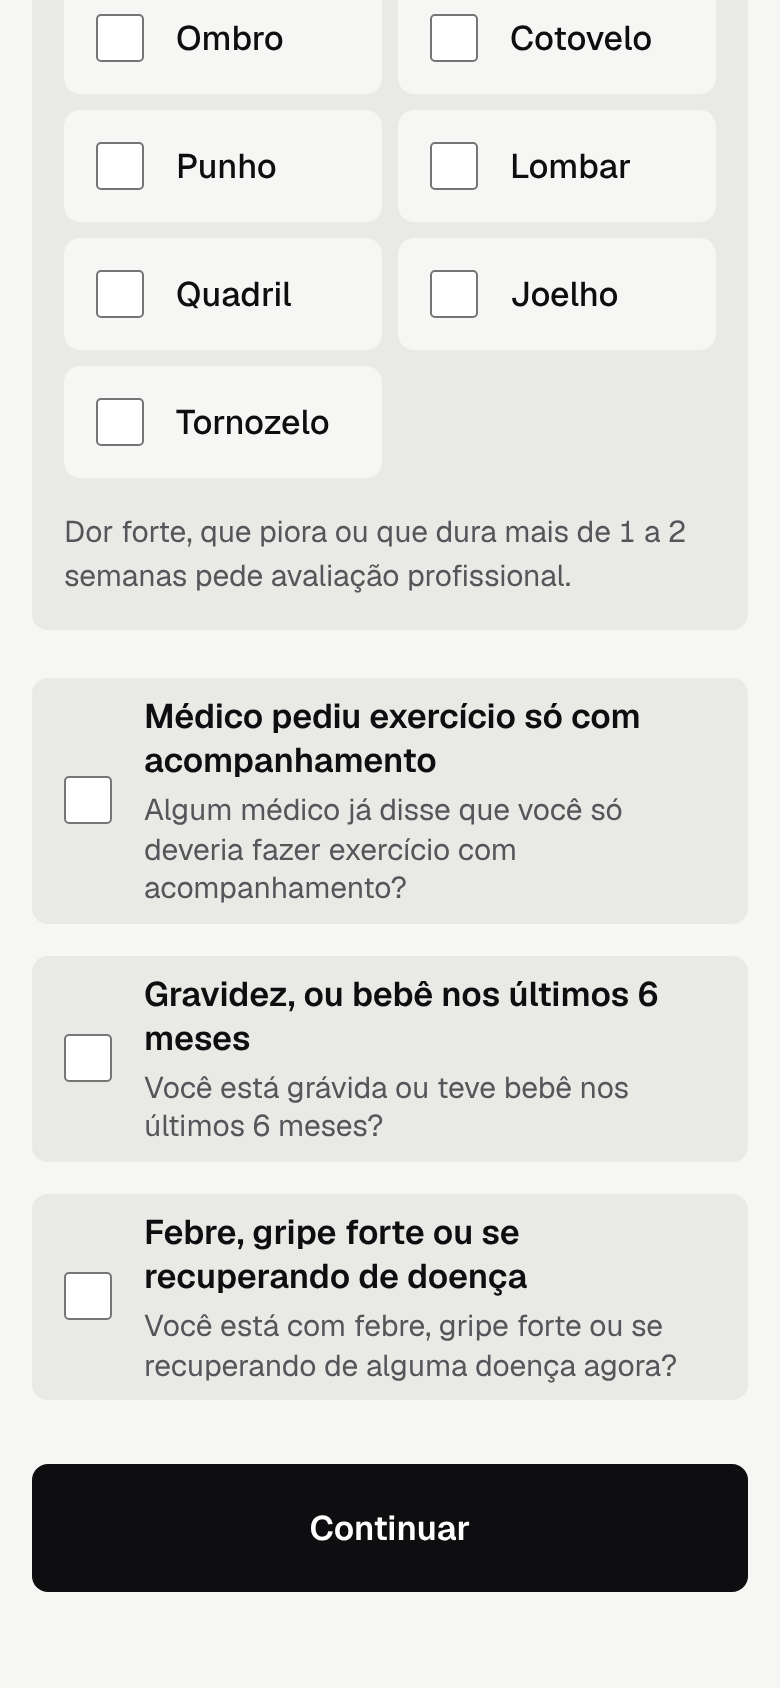 Ombro
Cotovelo
Punho
Lombar
Quadril
Joelho
Tornozelo
Dor forte, que piora ou que dura mais de 1 a 2
semanas pede avaliação profissional.
Médico pediu exercício só com
acompanhamento
Algum médico já disse que você só
deveria fazer exercício com
acompanhamento?
Gravidez, ou bebê nos últimos 6
meses
Você está grávida ou teve bebê nos
últimos 6 meses?
Febre, gripe forte ou se
recuperando de doença
Você está com febre, gripe forte ou se
recuperando de alguma doença agora?
Continuar